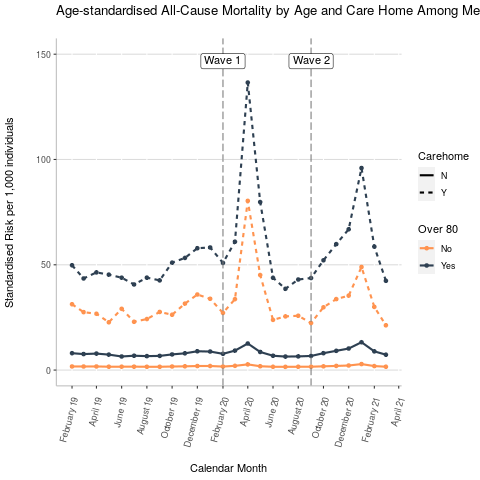 Age-standardised All-Cause Mortality by Age and Care Home Among Me
Wave 1
Wave 2
Standardised Risk per 1,000 individuals
150
100
50
0
February 19
April 19
June 19
August 19
October 19
December 19
February 20
April 20
June 20
August 20
October 20
December 20
February 21
April 21
Calendar Month
Carehome
N
Y
Over 80
No
Yes